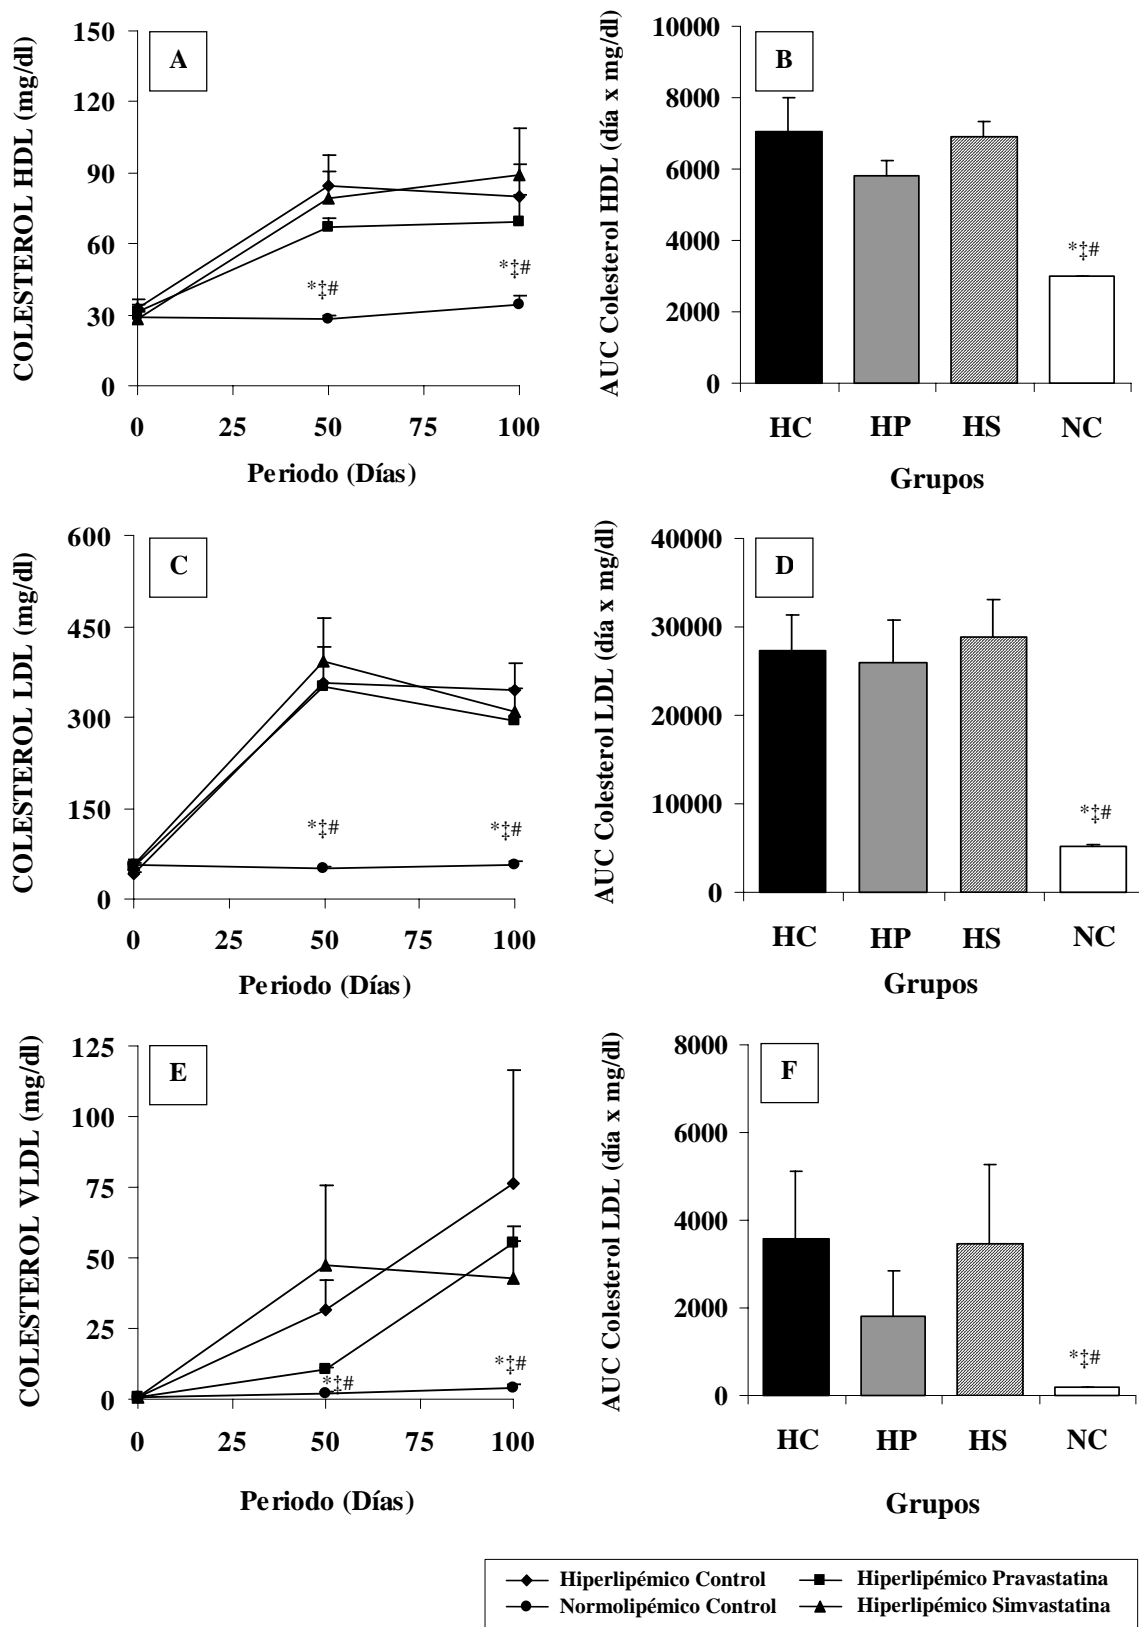 COLESTEROL HDL (mg/dl)
150
120
90
60
30
0
A
*‡#
*‡#
0 25 50 75 100
Periodo (Días)
AUC Colesterol HDL (día x mg/dl)
10000
8000
6000
4000
2000
0
B
*‡#
HC HP HS NC
Grupos
COLESTEROL LDL (mg/dl)
600
450
300
150
0
C
*‡#
*‡#
0 25 50 75 100
Periodo (Días)
AUC Colesterol LDL (día x mg/dl)
40000
30000
20000
10000
0
D
*‡#
HC HP HS NC
Grupos
COLESTEROL VLDL (mg/dl)
125
100
75
50
25
0
E
*‡#
*‡#
0 25 50 75 100
Periodo (Días)
AUC Colesterol LDL (día x mg/dl)
8000
6000
4000
2000
0
F
*‡#
HC HP HS NC
Grupos
Hiperlipémico Control Hiperlipémico Pravastatina
Normolipémico Control Hiperlipémico Simvastatina